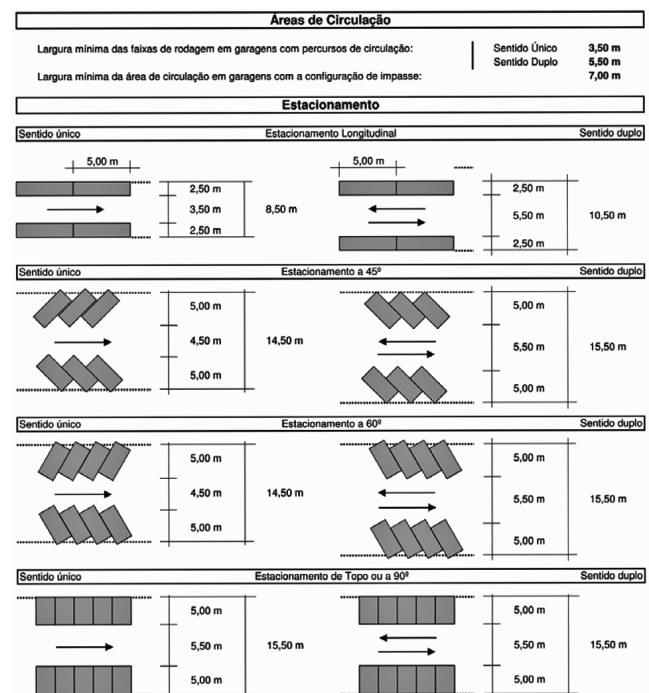 Áreas de Circulação
Largura mínima das faixas de rodagem em garagens com percursos de circulação: Sentido Único 3,50 m
Sentido Duplo 5,50 m
Largura mínima da área de circulação em garagens com a configuração de impasse: 7,00 m
Estacionamento
Sentido único Estacionamento Longitudinal Sentido duplo
5,00 m 5,00 m
2,50 m 2,50 m
3,50 m 8,50 m 5,50 m 10,50 m
2,50 m 2,50 m
Sentido único Estacionamento a 45º Sentido duplo
5,00 m 5,00 m
4,50 m 14,50 m 5,50 m 15,50 m
5,00 m 5,00 m
Sentido único Estacionamento a 60º Sentido duplo
5,00 m 5,00 m
4,50 m 14,50 m 5,50 m 15,50 m
5,00 m 5,00 m
Sentido único Estacionamento de Topo ou a 90º Sentido duplo
5,00 m 5,00 m
5,50 m 15,50 m 5,50 m 15,50 m
5,00 m 5,00 m